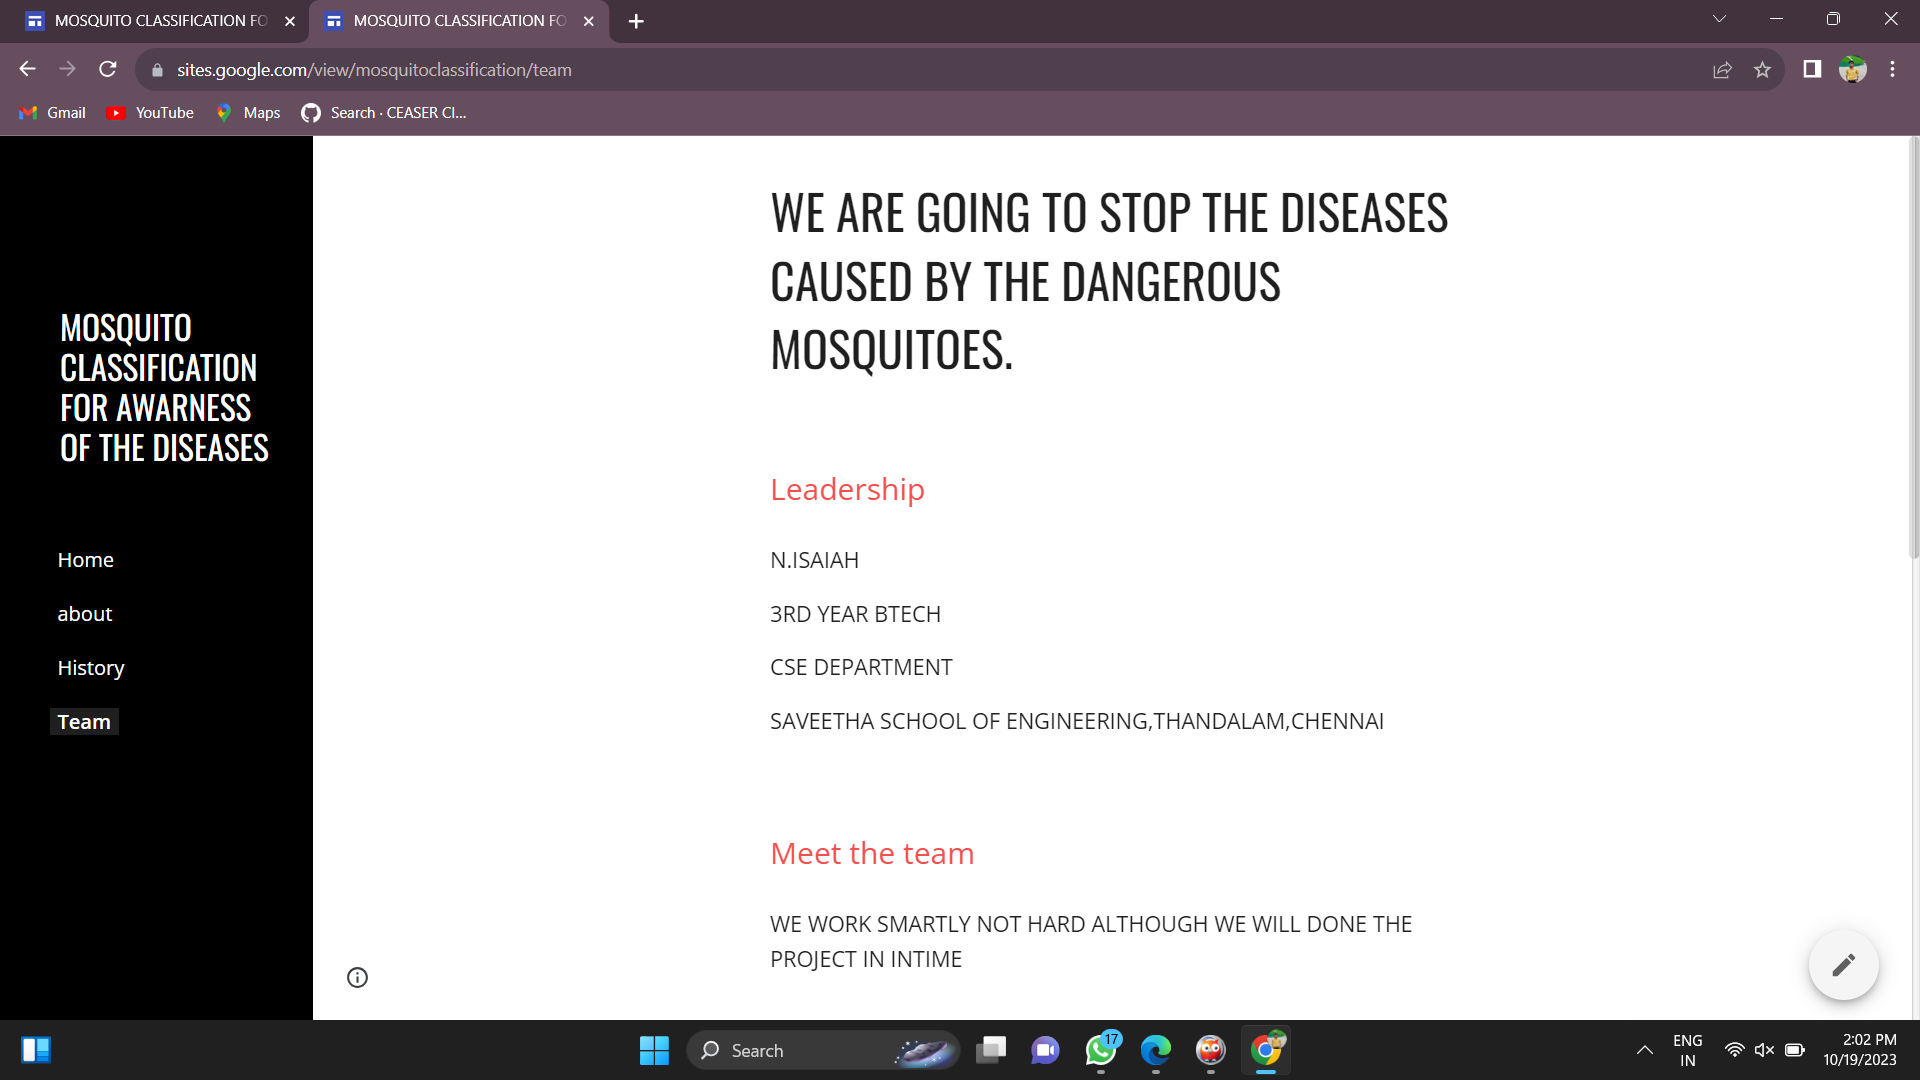 MOSQUITO CLASSIFICATION FO
MOSQUITO CLASSIFICATION FO
sites.google.com/view/mosquitoclassification/team
Gmail
YouTube
Maps
Search · CEASER CI...
MOSQUITO
CLASSIFICATION
FOR AWARNESS
OF THE DISEASES
Home
about
History
Team
WE ARE GOING TO STOP THE DISEASES
CAUSED BY THE DANGEROUS
MOSQUITOES.
Leadership
N.ISAIAH
3RD YEAR BTECH
CSE DEPARTMENT
SAVEETHA SCHOOL OF ENGINEERING,THANDALAM,CHENNAI
Meet the team
WE WORK SMARTLY NOT HARD ALTHOUGH WE WILL DONE THE
PROJECT IN INTIME
Search
17
ENG
IN
2:02 PM
10/19/2023